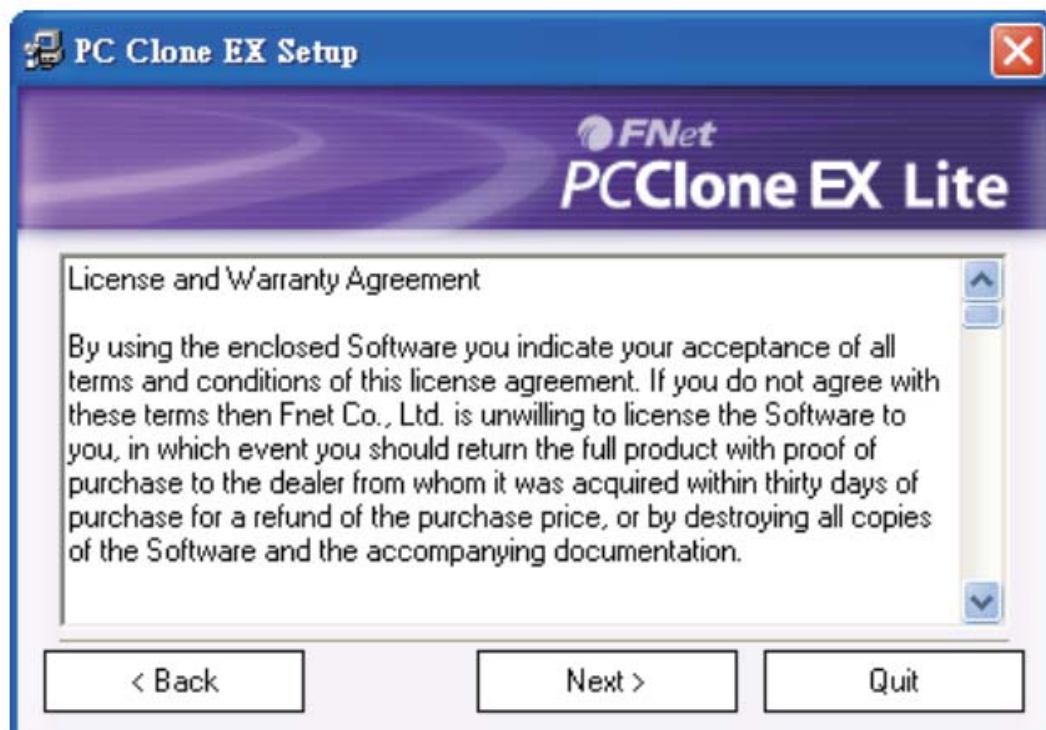 PC Clone EX Setup
FNet
PCClone EX Lite
License and Warranty Agreement
By using the enclosed Software you indicate your acceptance of all
terms and conditions of this license agreement. If you do not agree with
these terms then Fnet Co., Ltd. is unwilling to license the Software to
you, in which event you should return the full product with proof of
purchase to the dealer from whom it was acquired within thirty days of
purchase for a refund of the purchase price, or by destroying all copies
of the Software and the accompanying documentation.
< Back
Next >
Quit